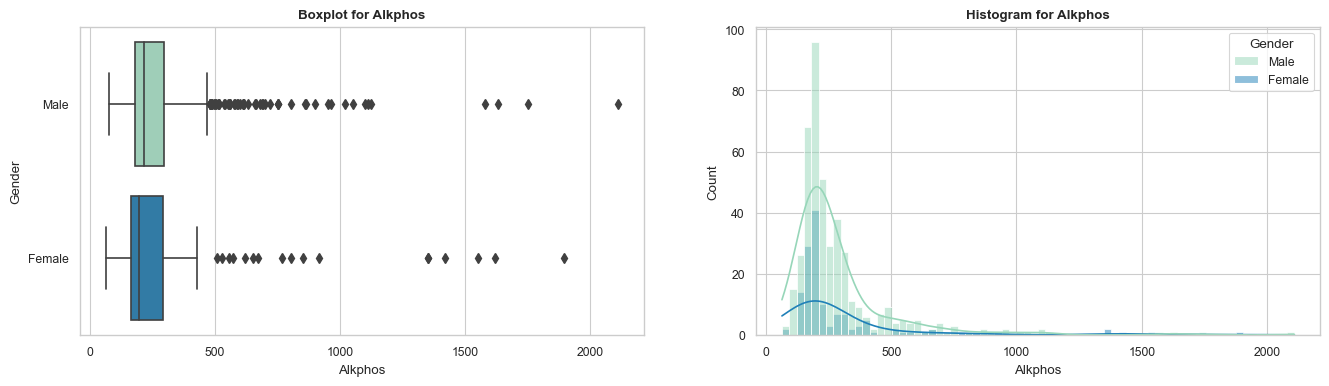 Boxplot for Alkphos
Gender
Male
Female
0 500 1000 1500 2000
Alkphos
Histogram for Alkphos
Count
100
80
60
40
20
0
0 500 1000 1500 2000
Alkphos
Gender
Male
Female